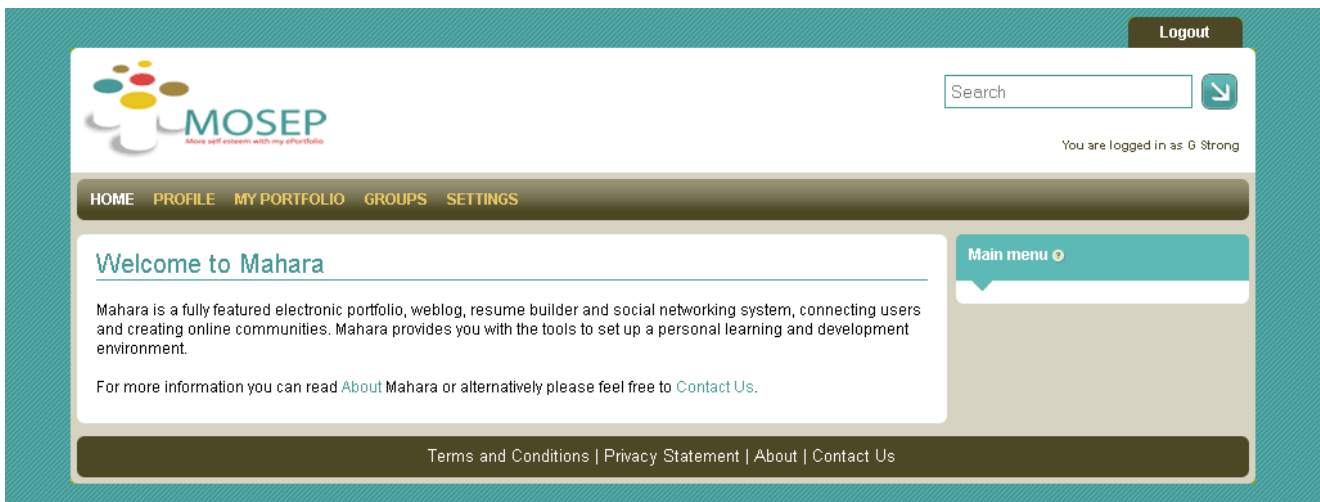 Logout
MOSEP
More self esteem with my ePortfolio
Search
You are logged in as G Strong
HOME PROFILE MY PORTFOLIO GROUPS SETTINGS
Welcome to Mahara
Mahara is a fully featured electronic portfolio, weblog, resume builder and social networking system, connecting users
and creating online communities. Mahara provides you with the tools to set up a personal learning and development
environment.
For more information you can read About Mahara or alternatively please feel free to Contact Us.
Main menu ?
Terms and Conditions | Privacy Statement | About | Contact Us